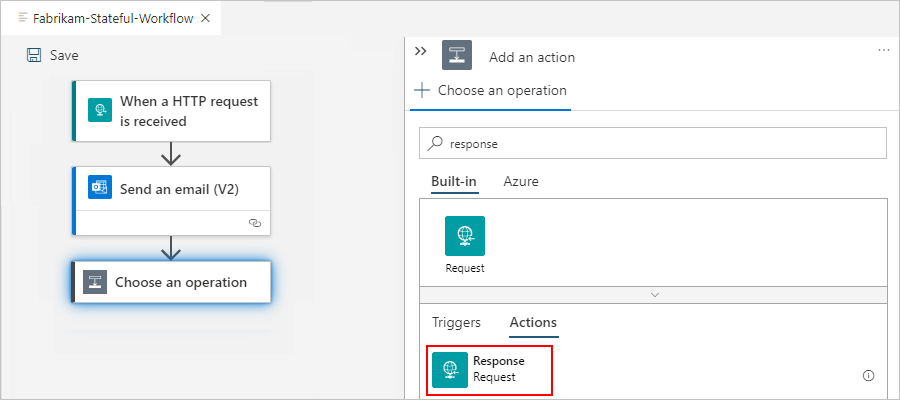 Fabrikam-Stateful-Workflow
Save
When a HTTP request
is received
Send an email (V2)
Choose an operation
Add an action
Choose an operation
response
Built-in Azure
Request
Triggers Actions
Response
Request